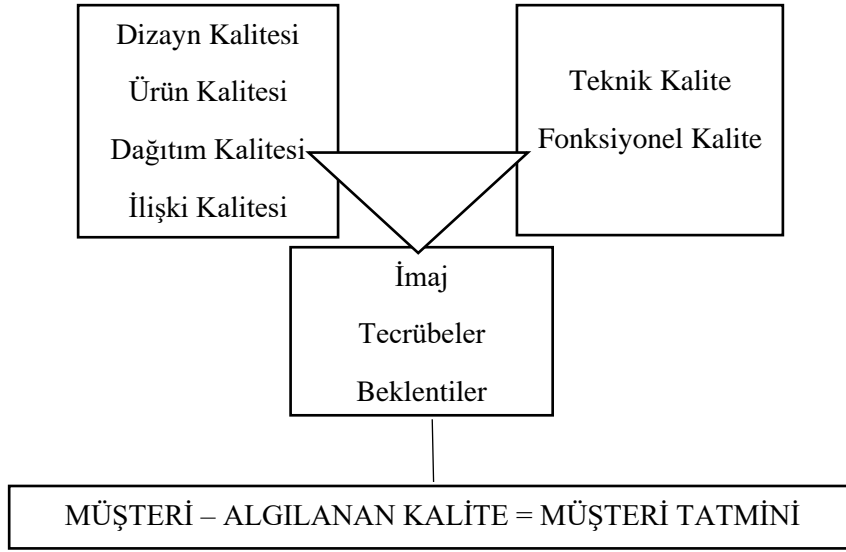 Dizayn Kalitesi
Ürün Kalitesi
Dağıtım Kalitesi
İlişki Kalitesi
Teknik Kalite
Fonksiyonel Kalite
İmaj
Tecrübeler
Beklentiler
MÜŞTERİ – ALGILANAN KALİTE = MÜŞTERİ TATMİNİ